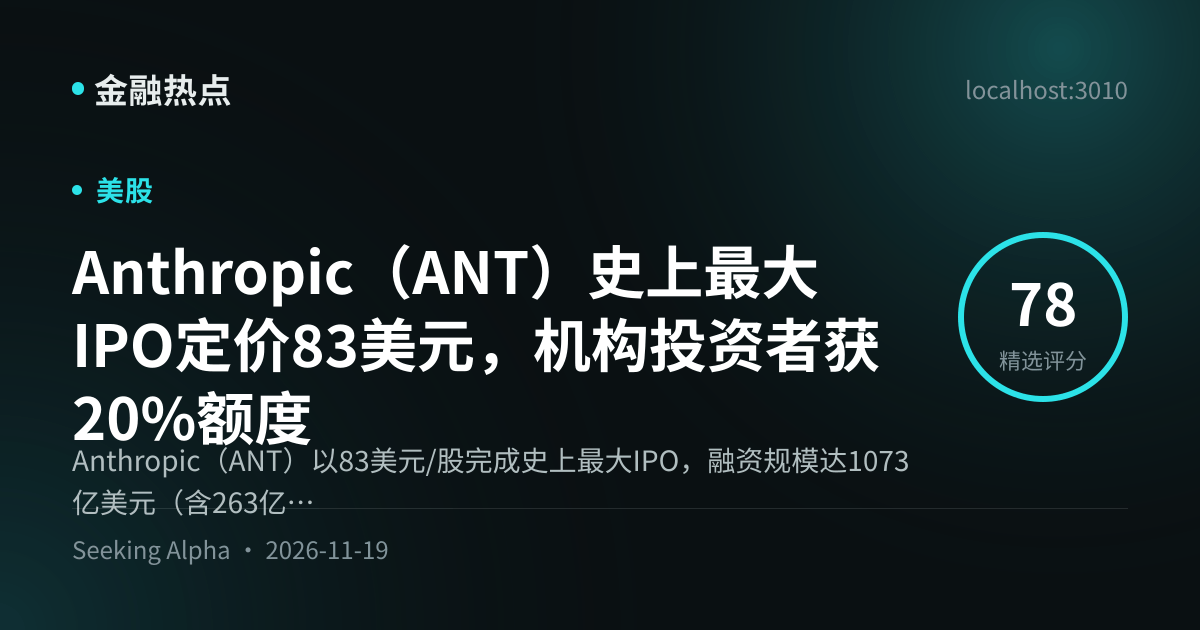 金融热点
localhost:3010
美股
Anthropic（ANT）史上最大
IPO定价83美元，机构投资者获
20%额度
78
精选评分
Anthropic（ANT）以83美元/股完成史上最大IPO，融资规模达1073
亿美元（含263亿…
Seeking Alpha • 2026-11-19